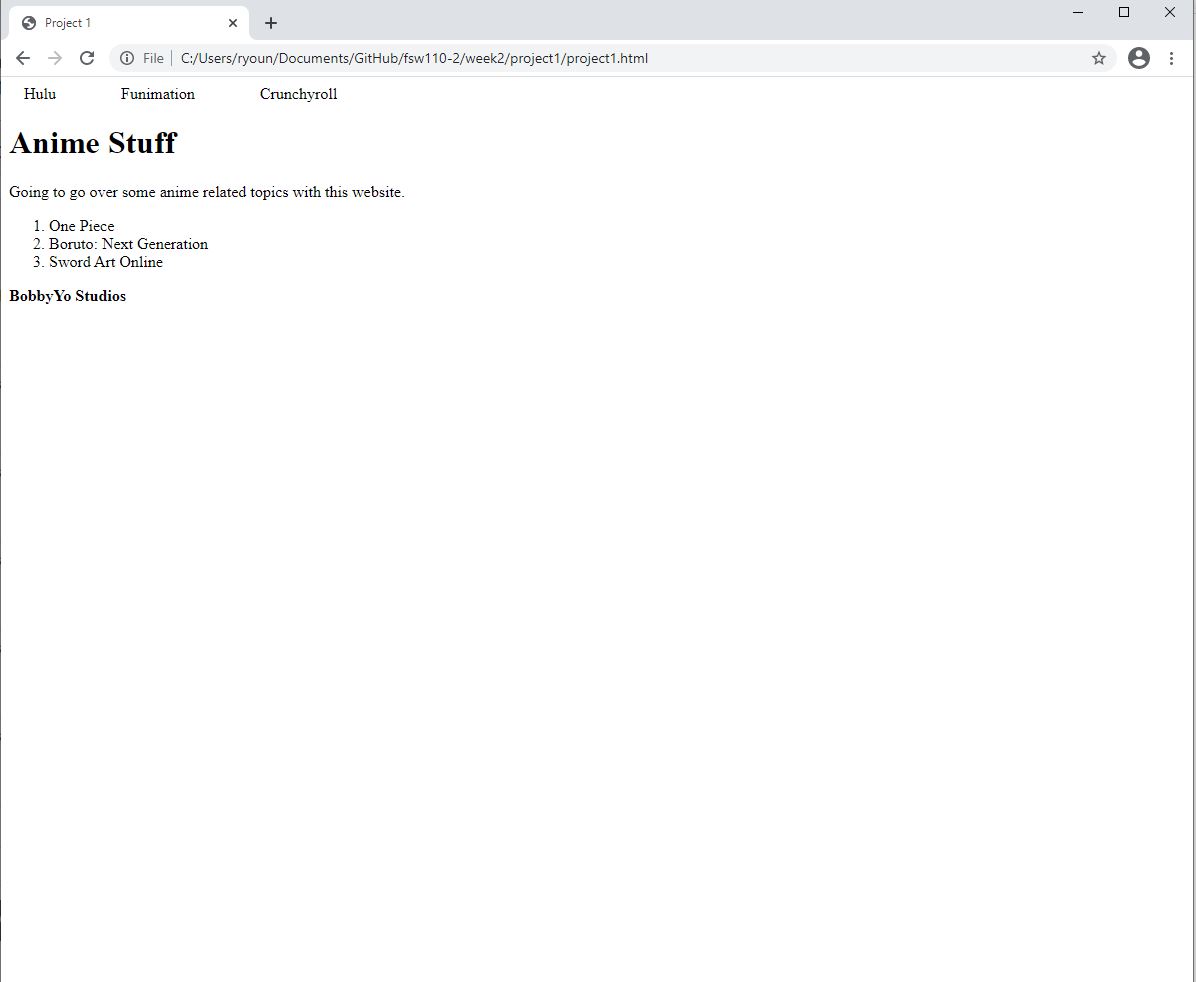 Project 1
File C:/Users/ryoun/Documents/GitHub/fsw110-2/week2/project1/project1.html
Hulu Funimation Crunchyroll
Anime Stuff
Going to go over some anime related topics with this website.
1. One Piece
2. Boruto: Next Generation
3. Sword Art Online
BobbyYo Studios